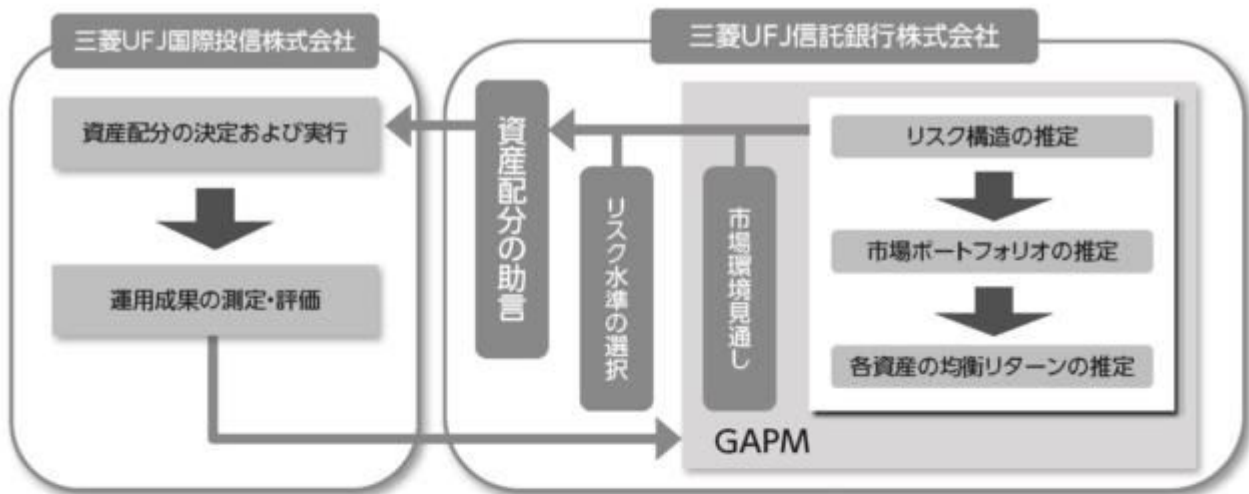 三菱UFJ国際投信株式会社
資産配分の決定および実行
運用成果の測定・評価
三菱UFJ信託銀行株式会社
資産配分の助言
リスク水準の選択
市場環境見通し
リスク構造の推定
市場ポートフォリオの推定
各資産の均衡リターンの推定
GAPM